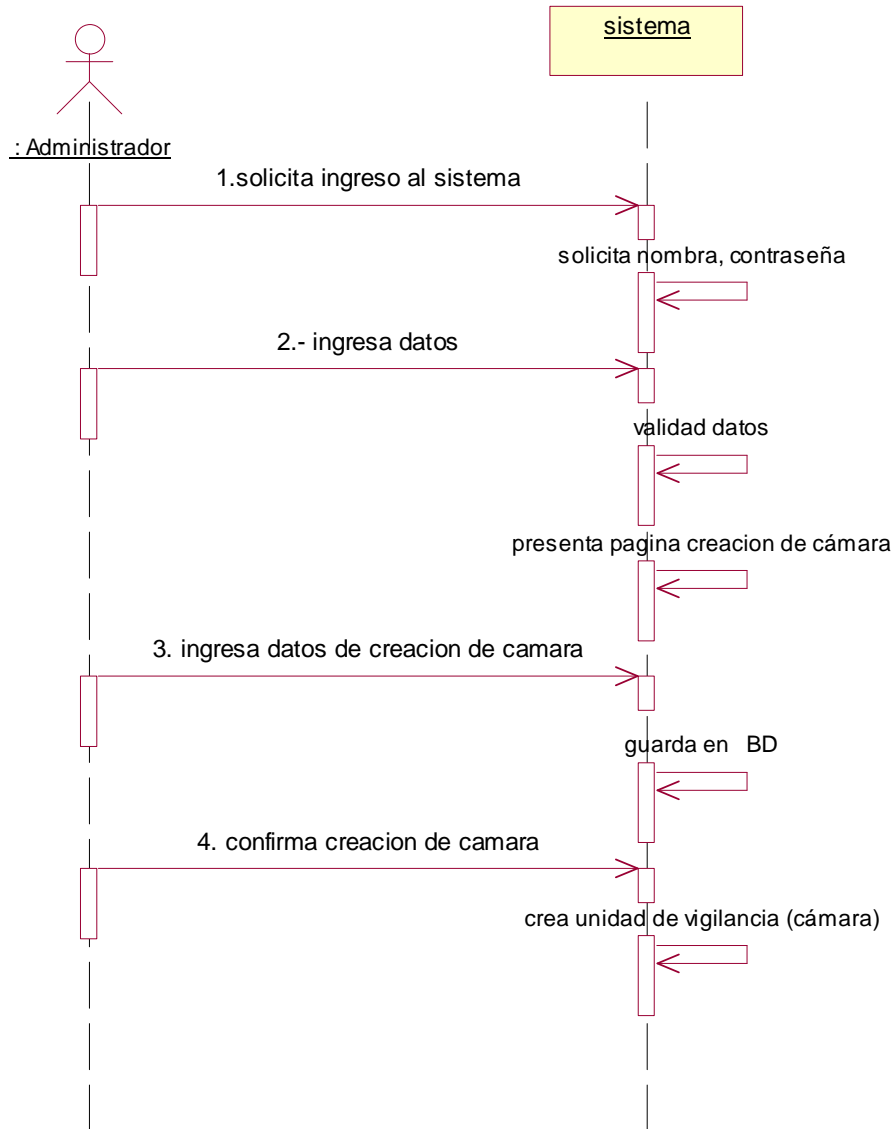 sistema
: Administrador
1.solicita ingreso al sistema
solicita nombra, contraseña
2.- ingresa datos
validad datos
presenta pagina creacion de cámara
3. ingresa datos de creacion de camara
guarda en BD
4. confirma creacion de camara
crea unidad de vigilancia (cámara)